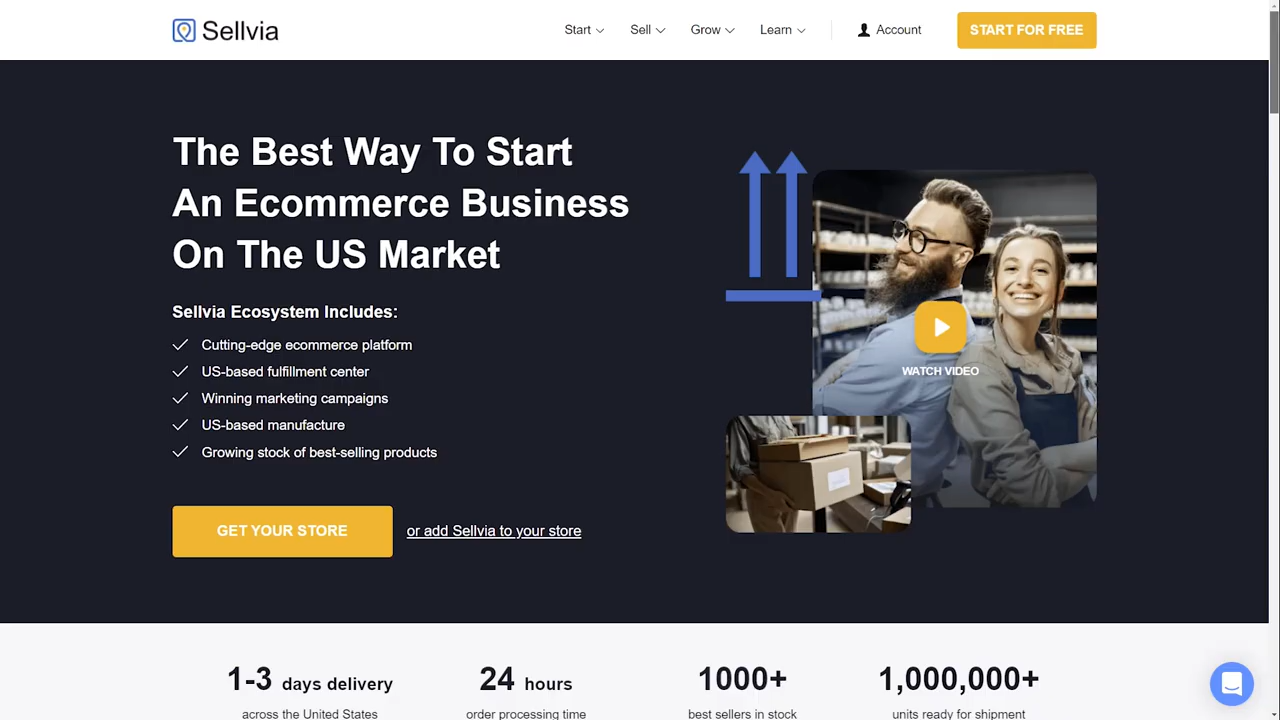 Sellvia
Start
Sell
Grow
Learn
Account
START FOR FREE
The Best Way To Start
An Ecommerce Business
On The US Market
Sellvia Ecosystem Includes:
Cutting-edge ecommerce platform
US-based fulfillment center
Winning marketing campaigns
US-based manufacture
Growing stock of best-selling products
GET YOUR STORE
or add Sellvia to your store
WATCH VIDEO
1-3 days delivery
across the United States
24 hours
order processing time
1000+
best sellers in stock
1,000,000+
units ready for shipment